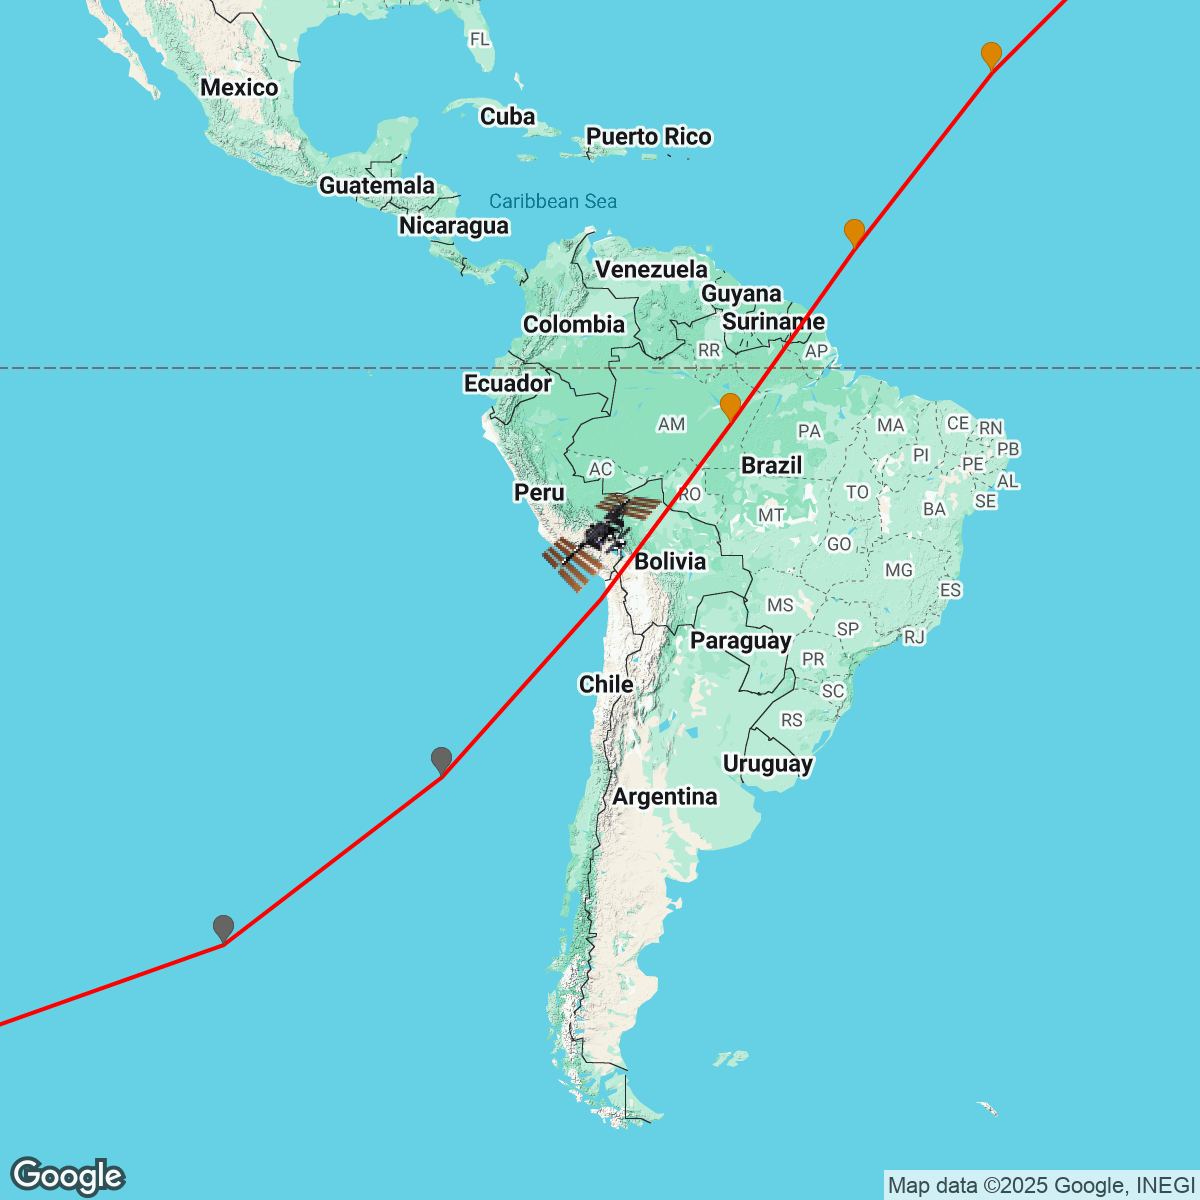 FL
Mexico
Cuba
Puerto Rico
Guatemala
Caribbean Sea
Nicaragua
Venezuela
Guyana
Colombia
Suriname
RR
AP
Ecuador
AM
PA
MA
CE
RN
PI
PB
AC
Brazil
PE
AL
Peru
RO
TO
SE
MT
BA
GO
Bolivia
MG
ES
MS
SP
RJ
Paraguay
PR
Chile
SC
RS
Uruguay
Argentina
Google
Map data ©2025 Google, INEGI